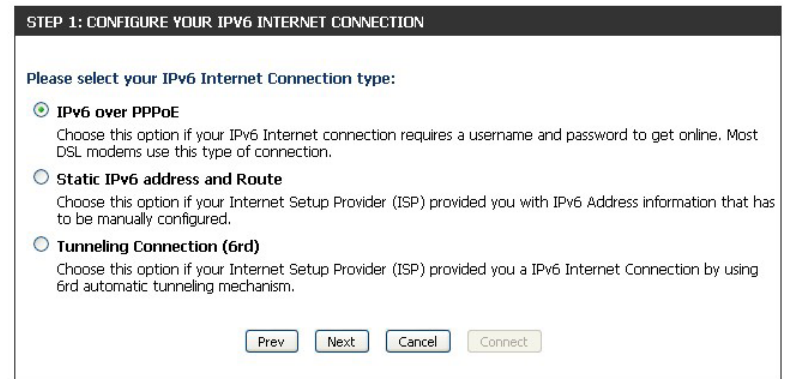 STEP 1: CONFIGURE YOUR IPV6 INTERNET CONNECTION
Please select your IPv6 Internet Connection type:
IPv6 over PPPoE
Choose this option if your IPv6 Internet connection requires a username and password to get online. Most
DSL modems use this type of connection.
Static IPv6 address and Route
Choose this option if your Internet Setup Provider (ISP) provided you with IPv6 Address information that has
to be manually configured.
Tunneling Connection (6rd)
Choose this option if your Internet Setup Provider (ISP) provided you a IPv6 Internet Connection by using
6rd automatic tunneling mechanism.
Prev Next Cancel Connect